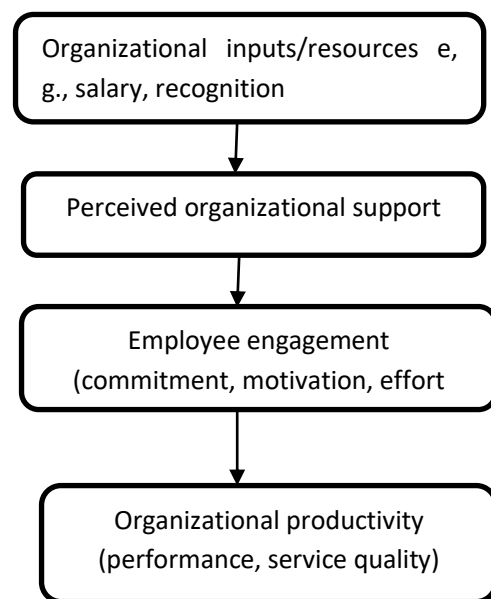 Organizational inputs/resources e,
g., salary, recognition
Perceived organizational support
Employee engagement
(commitment, motivation, effort
Organizational productivity
(performance, service quality)